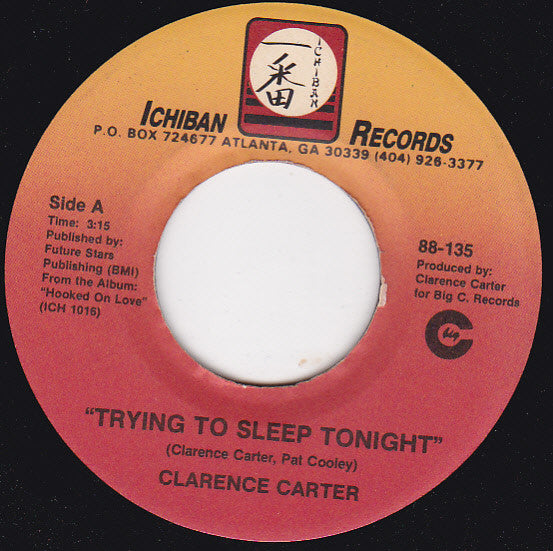 一番
ICHIBAN
ICHIBAN RECORDS
P.O. BOX 724677 ATLANTA, GA 30339 (404) 926-3377
Side A
Time: 3:15
Published by:
Future Stars
Publishing (BMI)
From the Album:
"Hooked On Love"
(ICH 1016)
88-135
Produced by:
Clarence Carter
for Big C. Records
C big
"TRYING TO SLEEP TONIGHT"
(Clarence Carter, Pat Cooley)
CLARENCE CARTER